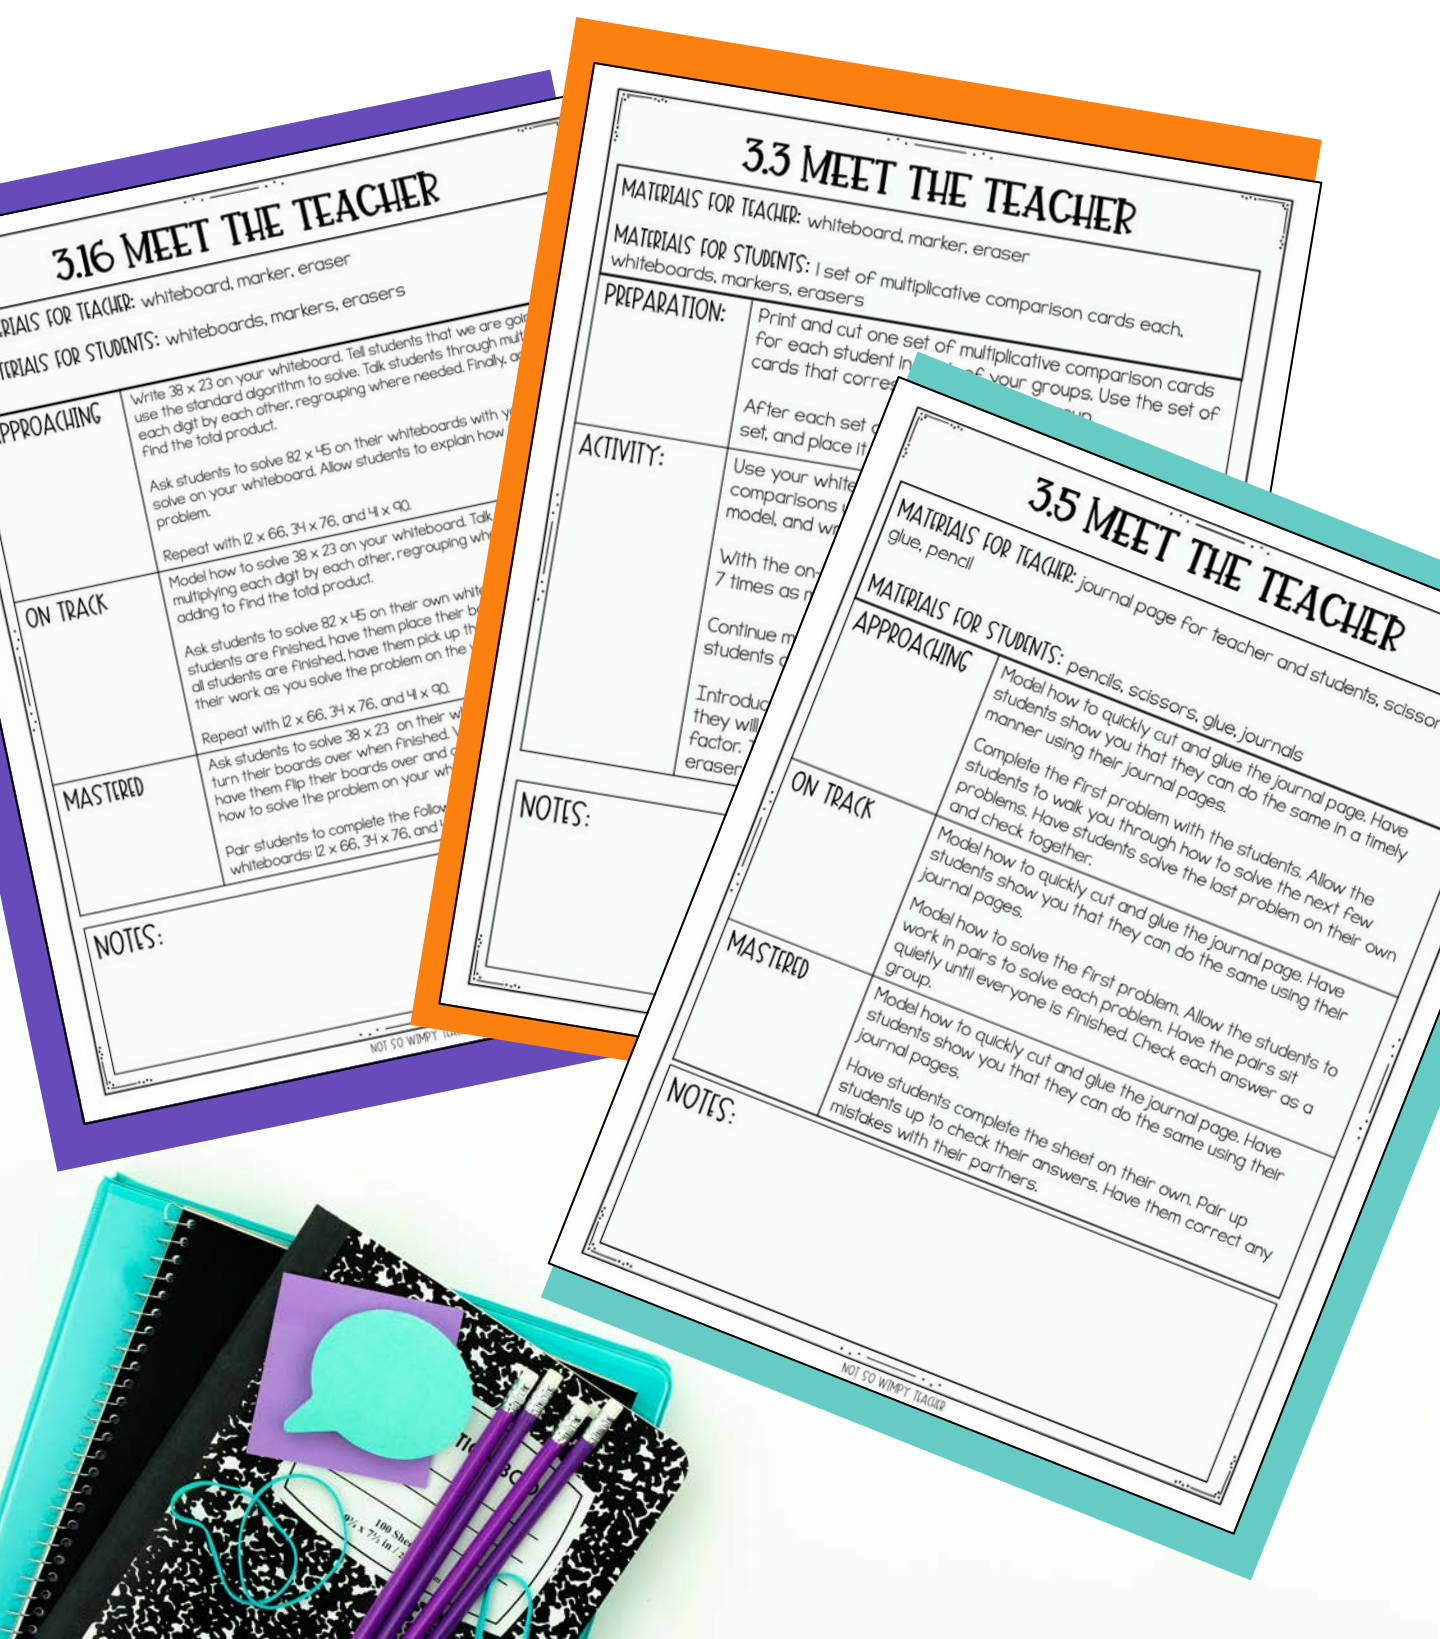 3.16 MEET THE TEACHER
FOR TEACHER: whiteboard, marker, eraser
FOR STUDENTS: whiteboards, markers, erasers
APPROACHING
Write 38 x 23 on your whiteboard. Tell students that we are
use the standard algorithm to solve. Talk students through
each digit by each other, regrouping where needed. Finally,
find the total product.
Ask students to solve 82 x 45 on their whiteboards with
solve on your whiteboard. Allow students to explain how
problem.
Repeat with 12 x 66, 34 x 76, and 41 x 90.
ON TRACK
Model how to solve 38 x 23 on your whiteboard. Talk
multiplying each digit by each other, regrouping
adding to find the total product.
Ask students to solve 82 x 45 on their own
students are finished, have them place their
all students are finished, have them pick up
their work as you solve the problem on the
Repeat with 12 x 66, 34 x 76, and 41 x 90.
MASTERED
Ask students to solve 38 x 23 on their
turn their boards over when finished.
have them flip their boards over and
how to solve the problem on your
Pair students to complete the
whiteboards: 12 x 66, 34 x 76, and
NOTES:
NOT SO WIMPY
3.3 MEET THE TEACHER
MATERIALS FOR TEACHER: whiteboard, marker, eraser
MATERIALS FOR STUDENTS: 1 set of multiplicative comparison cards each,
whiteboards, markers, erasers
PREPARATION:
Print and cut one set of multiplicative comparison cards
for each student in of your groups. Use the set of
cards that
After each set
set, and place it
ACTIVITY:
Use your
comparisons
model, and
With the on-
7 times as
Continue
students
they will
factor.
NOTES:
3.5 MEET THE TEACHER
MATERIALS FOR TEACHER: journal page for teacher and students,
glue, pencil
MATERIALS FOR STUDENTS: pencils, scissors, glue, journals
APPROACHING
Model how to quickly cut and glue the journal page. Have
students show you that they can do the same in a timely
manner using their journal pages.
Complete the first problem with the students. Allow the
students to walk you through how to solve the next few
problems. Have students solve the last problem on their own
and check together.
ON TRACK
Model how to quickly cut and glue the journal page. Have
students show you that they can do the same using their
journal pages.
Model how to solve the first problem. Allow the students to
work in pairs to solve each problem. Have the pairs sit
quietly until everyone is finished. Check each answer as a
group.
MASTERED
Model how to quickly cut and glue the journal page. Have
students show you that they can do the same using their
journal pages.
Have students complete the sheet on their own. Pair up
students up to check their answers. Have them correct any
mistakes with their partners.
NOTES:
NOT SO WIMPY TEACHER
100